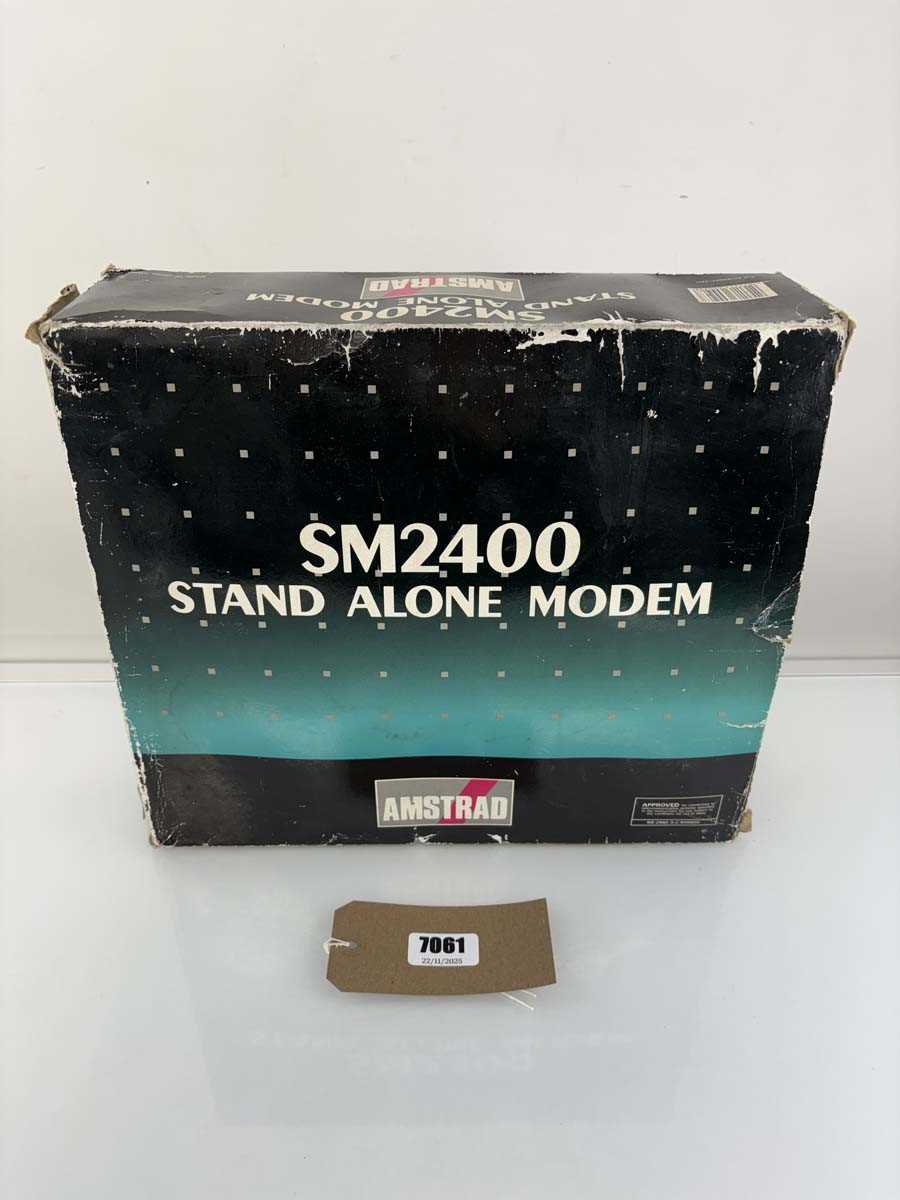 AMSTRAD
STAND ALONE MODEM
SM2400
SM2400
STAND ALONE MODEM
AMSTRAD
APPROVED
7061
22/11/2025